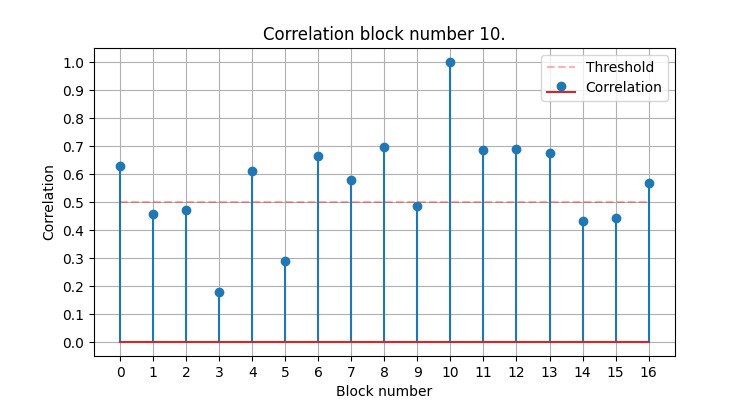 Correlation block number 10.
Threshold
Correlation
Correlation
1.0
0.9
0.8
0.7
0.6
0.5
0.4
0.3
0.2
0.1
0.0
0 1 2 3 4 5 6 7 8 9 10 11 12 13 14 15 16
Block number